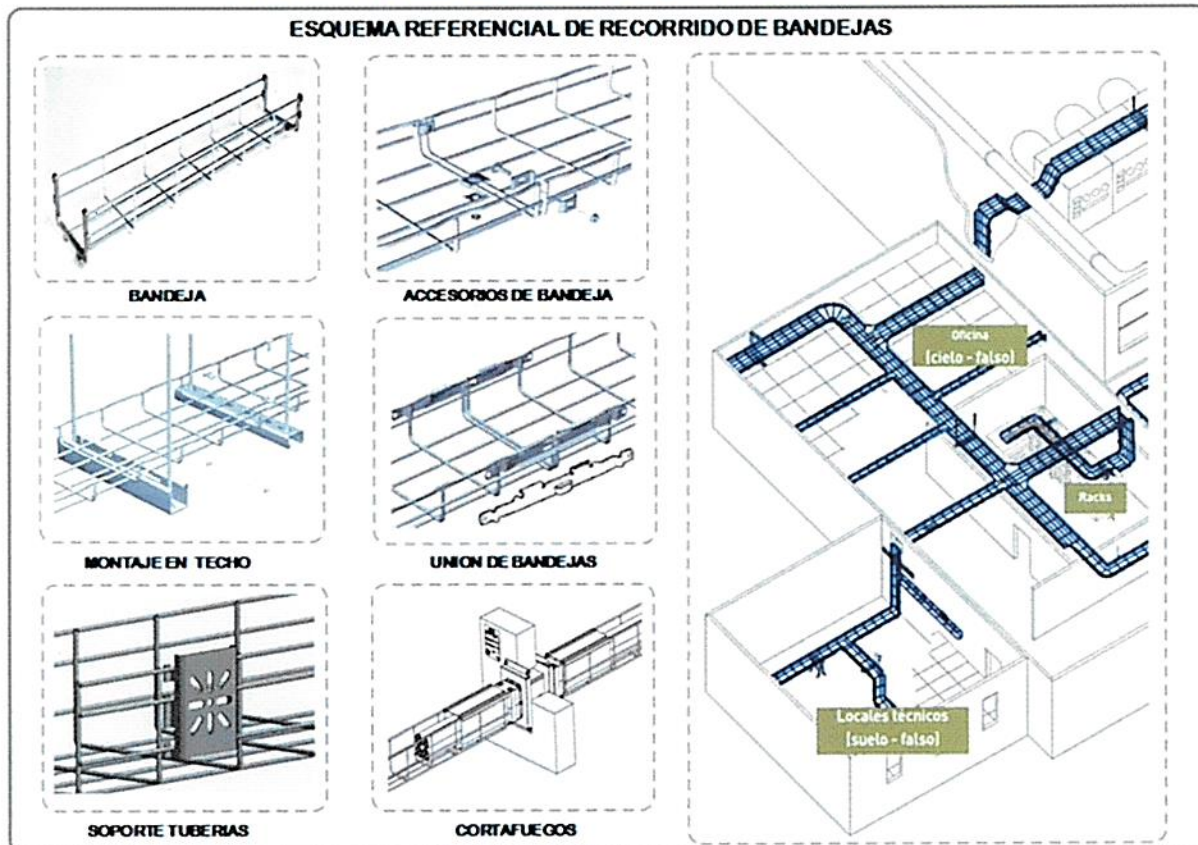 ESQUEMA REFERENCIAL DE RECORRIDO DE BANDEJAS
BANDEJA
ACCESORIOS DE BANDEJA
MONTAJE EN TECHO
UNION DE BANDEJAS
SOPORTE TUBERIAS
CORTAFUEGOS
Oficina
(cielo - falso)
Racks
Locales técnicos
(suelo - falso)